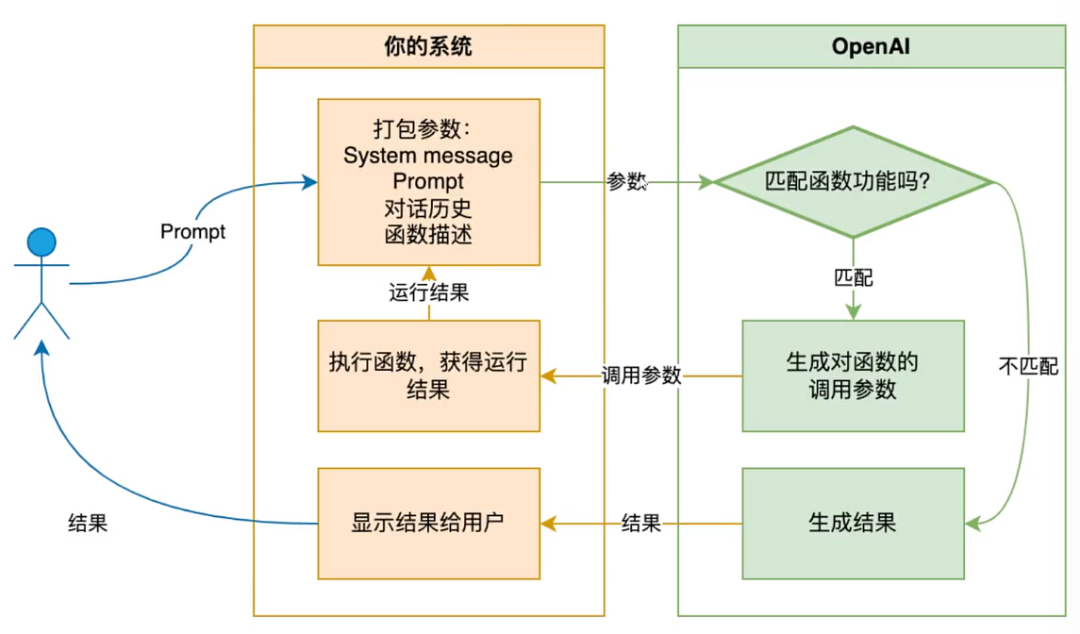 你的系统
OpenAI
打包参数：
System message
Prompt
对话历史
函数描述
参数
匹配函数功能吗？
Prompt
匹配
运行结果
执行函数，获得运行
结果
调用参数
生成对函数的
调用参数
不匹配
结果
显示结果给用户
结果
生成结果